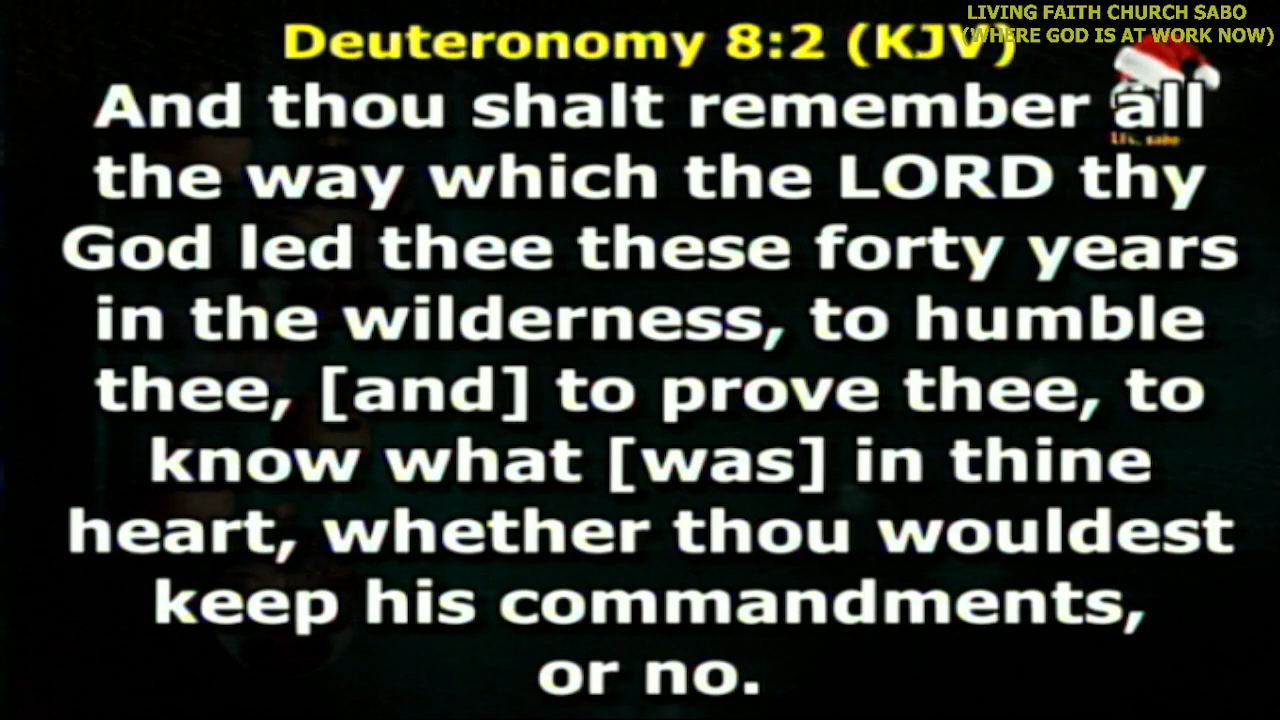 LIVING FAITH CHURCH SABO
(WHERE GOD IS AT WORK NOW)
Deuteronomy 8:2 (KJV)
And thou shalt remember all
the way which the LORD thy
God led thee these forty years
in the wilderness, to humble
thee, [and] to prove thee, to
know what [was] in thine
heart, whether thou wouldest
keep his commandments,
or no.